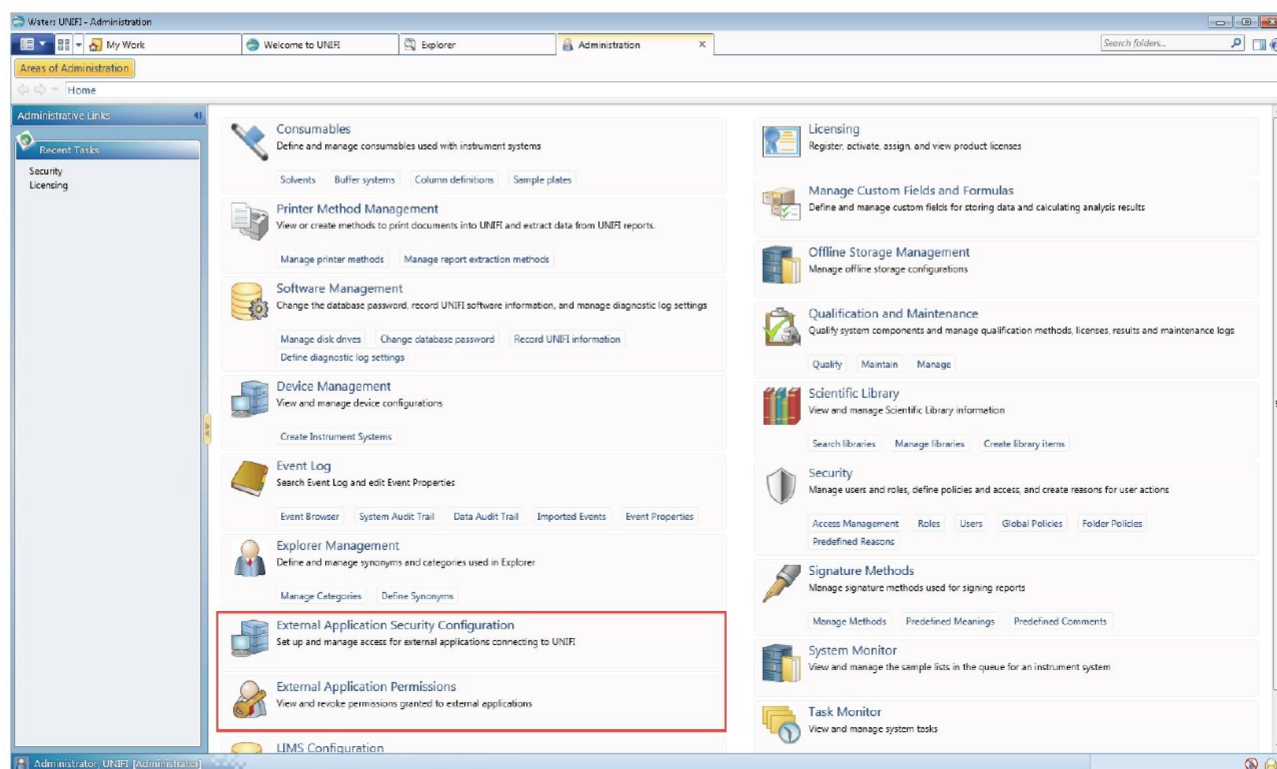 Waters UNIFI - Administration
My Work
Welcome to UNIFI
Explorer
Administration
Search folders...
Areas of Administration
Home
Administrative Links
Recent Tasks
Security
Licensing
Consumables
Define and manage consumables used with instrument systems
Solvents Buffer systems Column definitions Sample plates
Printer Method Management
View or create methods to print documents into UNIFI and extract data from UNIFI reports.
Manage printer methods Manage report extraction methods
Software Management
Change the database password, record UNIFI software information, and manage diagnostic log settings
Manage disk drives Change database password Record UNIFI information
Define diagnostic log settings
Device Management
View and manage device configurations
Create Instrument Systems
Event Log
Search Event Log and edit Event Properties
Event Browser System Audit Trail Data Audit Trail Imported Events Event Properties
Explorer Management
Define and manage synonyms and categories used in Explorer
Manage Categories Define Synonyms
External Application Security Configuration
Set up and manage access for external applications connecting to UNIFI
External Application Permissions
View and revoke permissions granted to external applications
LIMS Configuration
Licensing
Register, activate, assign, and view product licenses
Manage Custom Fields and Formulas
Define and manage custom fields for storing data and calculating analysis results
Offline Storage Management
Manage offline storage configurations
Qualification and Maintenance
Qualify system components and manage qualification methods, licenses, results and maintenance logs
Qualify Maintain Manage
Scientific Library
View and manage Scientific Library information
Search libraries Manage libraries Create library items
Security
Manage users and roles, define policies and access, and create reasons for user actions
Access Management Roles Users Global Policies Folder Policies
Predefined Reasons
Signature Methods
Manage signature methods used for signing reports
Manage Methods Predefined Meanings Predefined Comments
System Monitor
View and manage the sample lists in the queue for an instrument system
Task Monitor
View and manage system tasks
Administrator, UNIFI [Administrator]